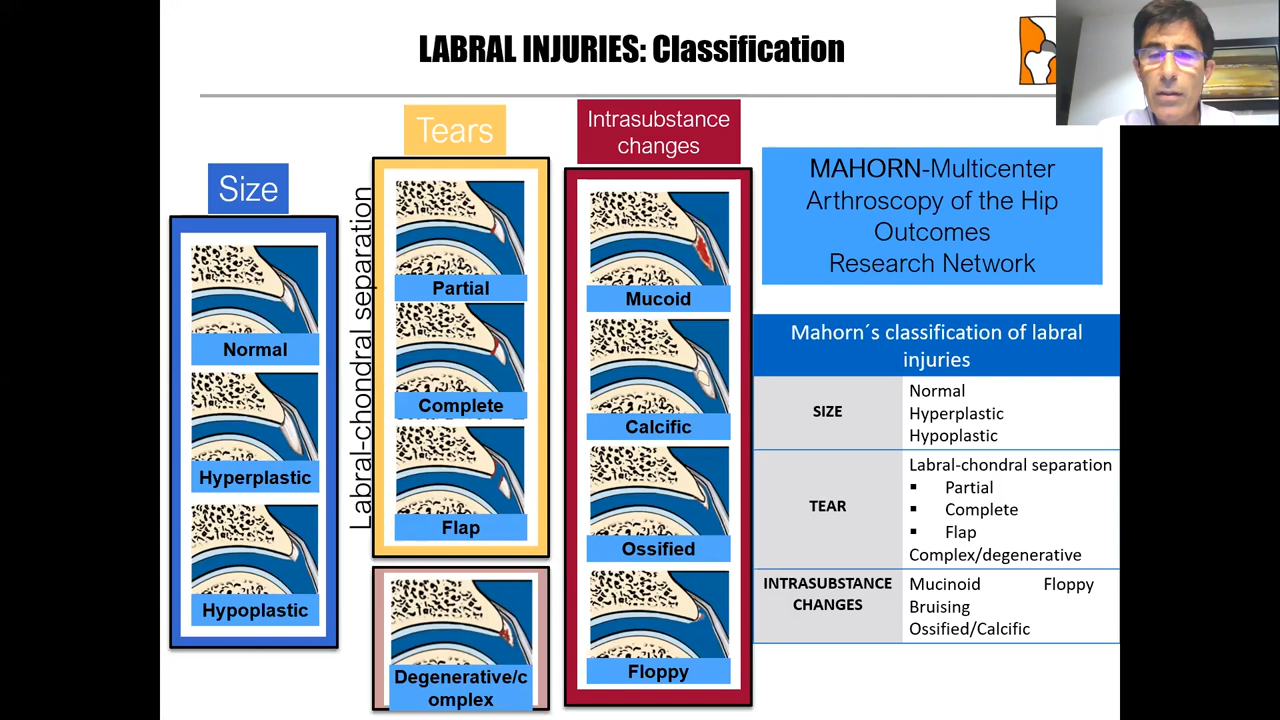 LABRAL INJURIES: Classification
Size
Normal
Hyperplastic
Hypoplastic
Labral-chondral separation
Tears
Partial
Complete
Flap
Degenerative/c
omplex
Intrasubstance
changes
Mucoid
Calcific
Ossified
Floppy
MAHORN-Multicenter
Arthroscopy of the Hip
Outcomes
Research Network
Mahorn´s classification of labral
injuries
SIZE
Normal
Hyperplastic
Hypoplastic
TEAR
Labral-chondral separation
▪ Partial
▪ Complete
▪ Flap
Complex/degenerative
INTRASUBSTANCE
CHANGES
Mucinoid Floppy
Bruising
Ossified/Calcific